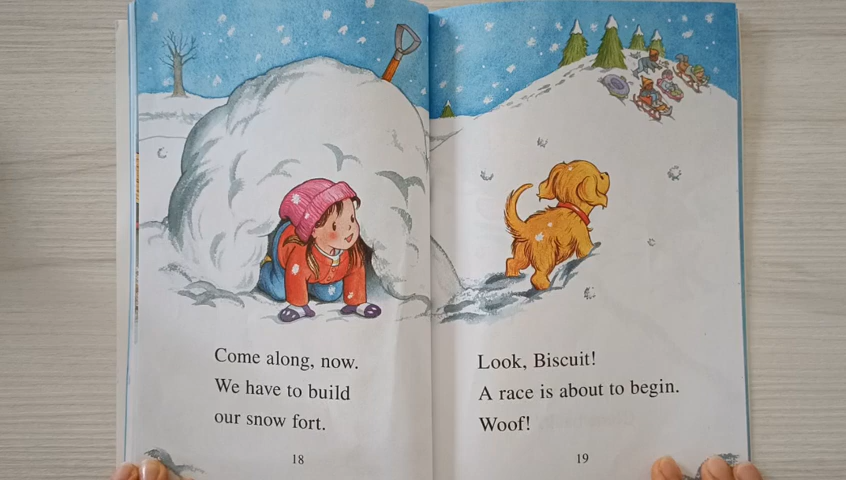 Come along, now.
We have to build
our snow fort.
18
Look, Biscuit!
A race is about to begin.
Woof!
19